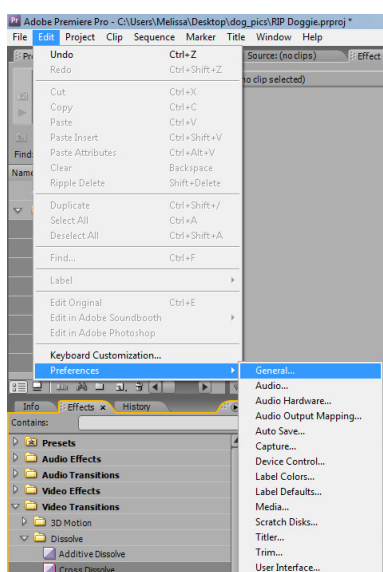 Pr Adobe Premiere Pro - C:\Users\Melissa\Desktop\dog_pics\RIP Doggie.prproj *
File Edit Project Clip Sequence Marker Title Window Help
Undo Ctrl+Z
Redo Ctrl+Shift+Z
Cut Ctrl+X
Copy Ctrl+C
Paste Ctrl+V
Paste Insert Ctrl+Shift+V
Paste Attributes Ctrl+Alt+V
Clear Backspace
Ripple Delete Shift+Delete
Duplicate Ctrl+Shift+/
Select All Ctrl+A
Deselect All Ctrl+Shift+A
Find... Ctrl+F
Label
Edit Original Ctrl+E
Edit in Adobe Soundbooth
Edit in Adobe Photoshop
Keyboard Customization...
Preferences
Source: (no clips) Effect
no clip selected)
Find:
Name
General...
Audio...
Audio Hardware...
Audio Output Mapping...
Auto Save...
Capture...
Device Control...
Label Colors...
Label Defaults...
Media...
Scratch Disks...
Titler...
Trim...
User Interface...
Info Effects x History
Contains:
Presets
Audio Effects
Audio Transitions
Video Effects
Video Transitions
3D Motion
Dissolve
Additive Dissolve
Cross Dissolve